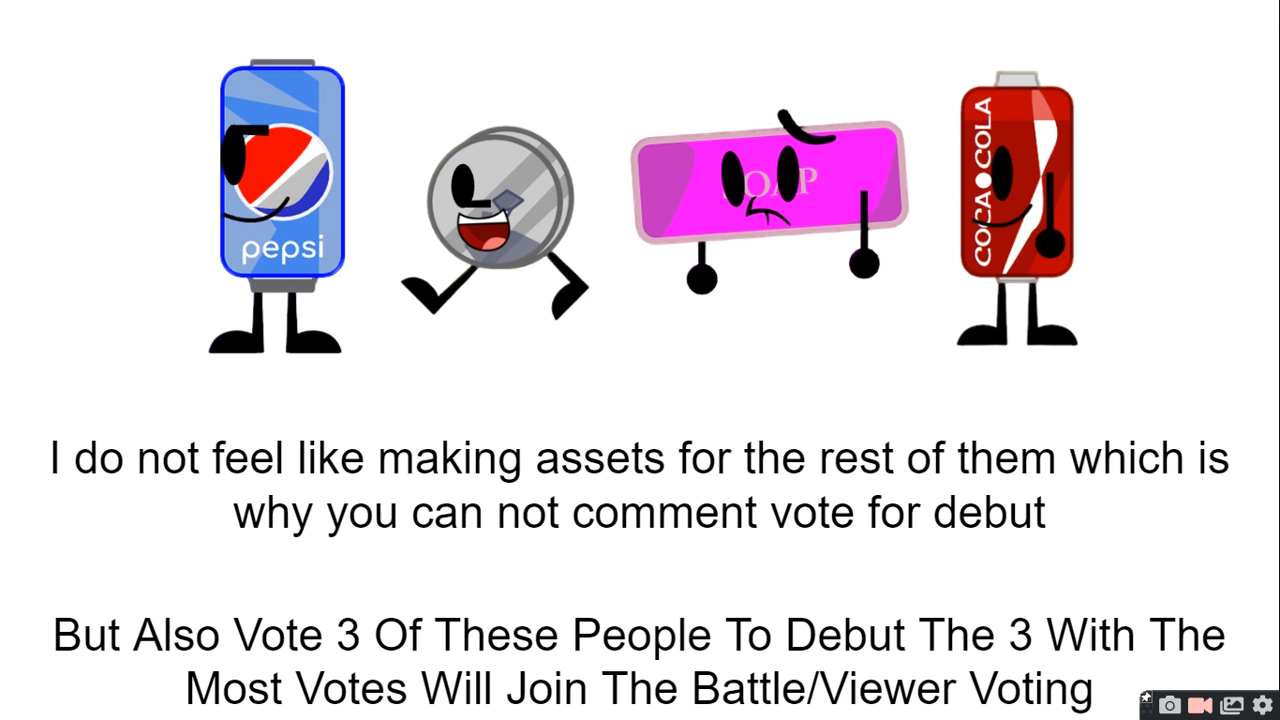 pepsi
SOAP
COCA COLA
I do not feel like making assets for the rest of them which is
why you can not comment vote for debut
But Also Vote 3 Of These People To Debut The 3 With The
Most Votes Will Join The Battle/Viewer Voting